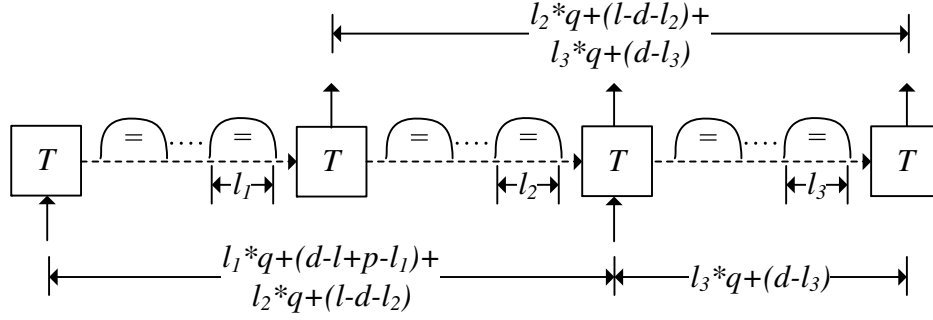 l₂*q+(l-d-l₂)+
l₃*q+(d-l₃)
= ..... = = ..... = = ..... =
T T T T
l₁ l₂ l₃
l₁*q+(d-l+p-l₁)+
l₂*q+(l-d-l₂)
l₃*q+(d-l₃)